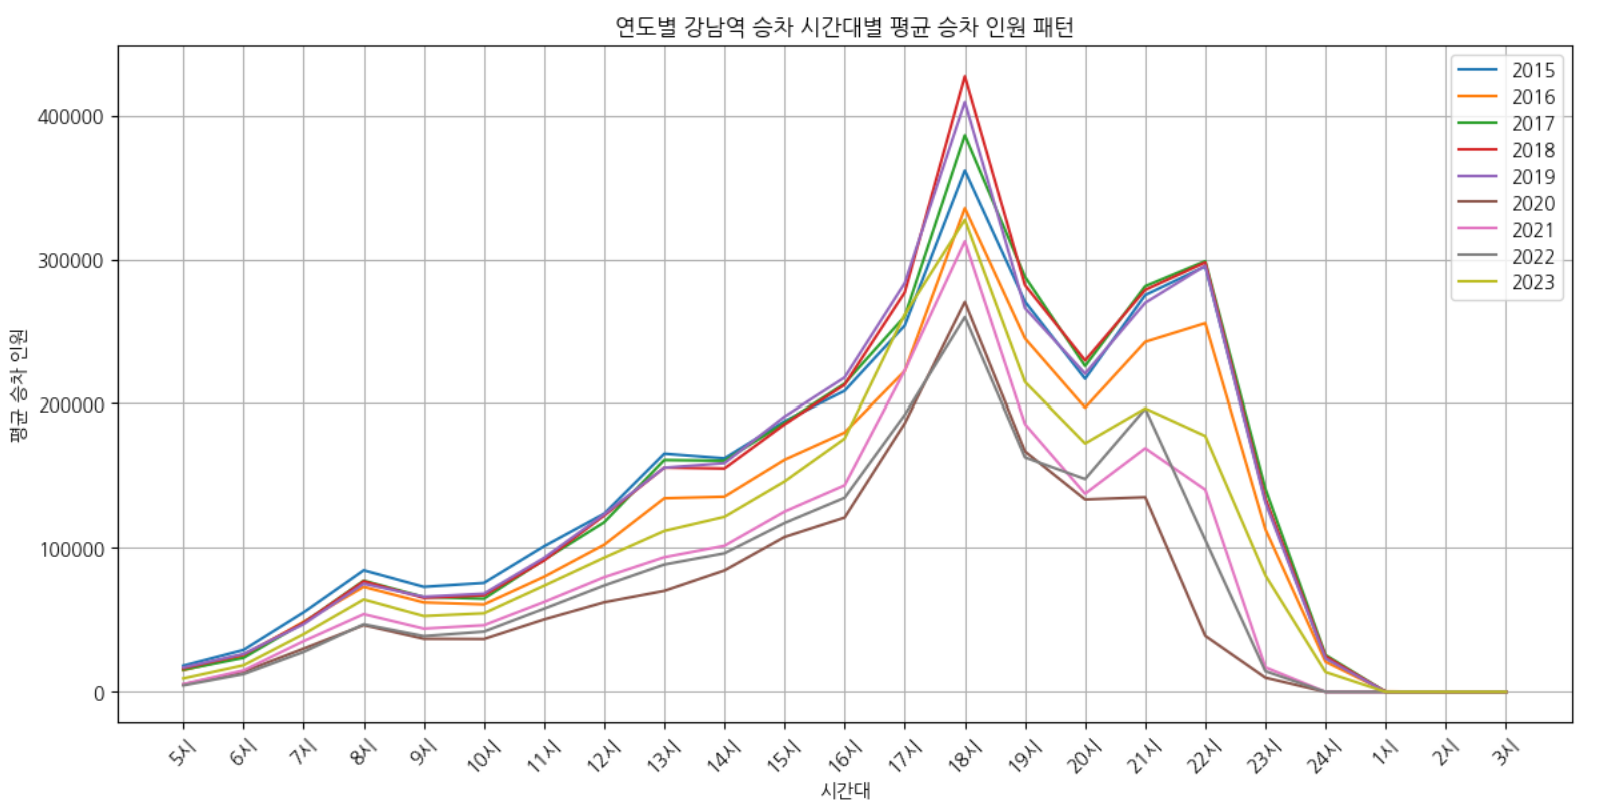 연도별 강남역 승차 시간대별 평균 승차 인원 패턴
평균 승차 인원
400000
300000
200000
100000
0
2015
2016
2017
2018
2019
2020
2021
2022
2023
5시
6시
7시
8시
9시
10시
11시
12시
13시
14시
15시
16시
17시
18시
19시
20시
21시
22시
23시
24시
1시
2시
3시
시간대